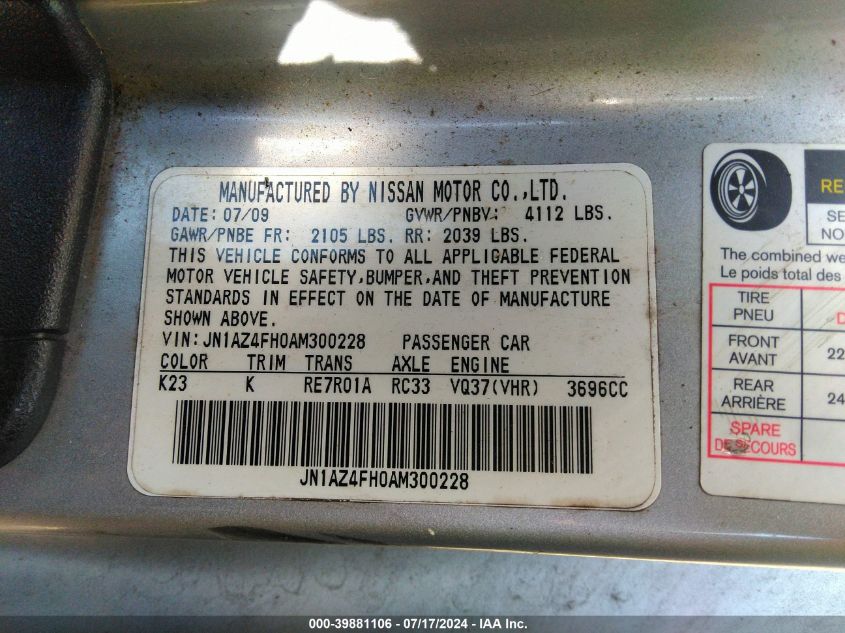 MANUFACTURED BY NISSAN MOTOR CO.,LTD.
DATE: 07/09 GVWR/PNBV: 4112 LBS.
GAWR/PNBE FR: 2105 LBS. RR: 2039 LBS.
THIS VEHICLE CONFORMS TO ALL APPLICABLE FEDERAL
MOTOR VEHICLE SAFETY,BUMPER,AND THEFT PREVENTION
STANDARDS IN EFFECT ON THE DATE OF MANUFACTURE
SHOWN ABOVE.
VIN:JN1AZ4FH0AM300228 PASSENGER CAR
COLOR TRIM TRANS AXLE ENGINE
K23 K RE7R01A RC33 VQ37(VHR) 3696CC
JN1AZ4FH0AM300228
The combined
Le poids total des
TIRE
PNEU
FRONT
AVANT
22
REAR
ARRIÈRE
24
SPARE
DE SECOURS
000-39881106 - 07/17/2024 - IAA Inc.